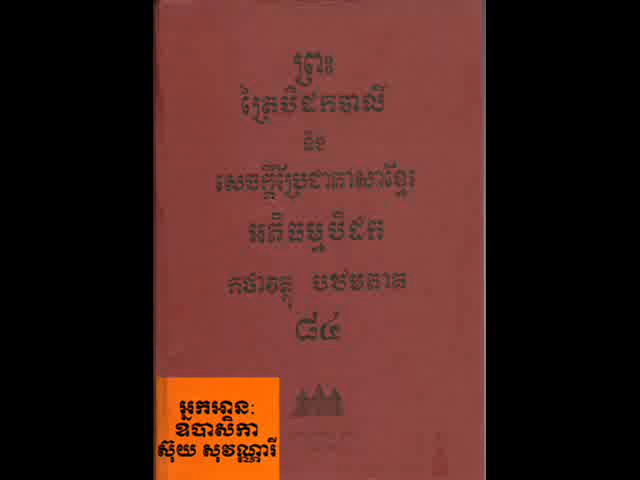 ព្រះ
ត្រៃបិដកបាលី
និង
សេចក្តីប្រែជាភាសាខ្មែរ
អភិធម្មបិដក
កថាវត្ថុ បឋមភាគ
៨៤
អ្នកអាន:
ឧបាសិកា
ស៊ុយ សុវណ្ណារី